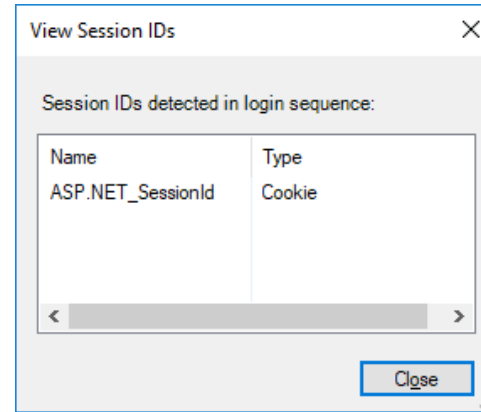 View Session IDs
Session IDs detected in login sequence:
Name Type
ASP.NET_SessionId Cookie
Close